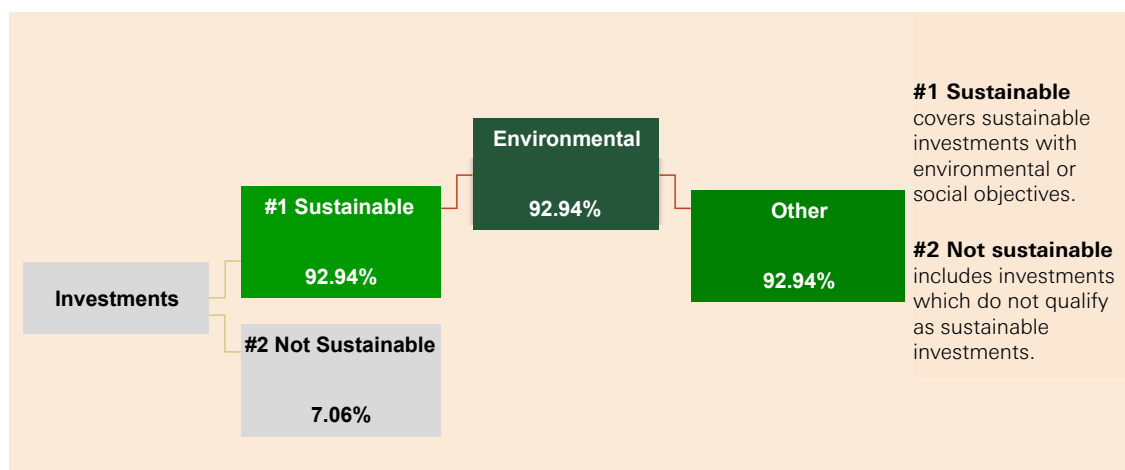 Investments
#1 Sustainable
92.94%
#2 Not Sustainable
7.06%
Environmental
92.94%
Other
92.94%
#1 Sustainable
covers sustainable
investments with
environmental or
social objectives.
#2 Not sustainable
includes investments
which do not qualify
as sustainable
investments.